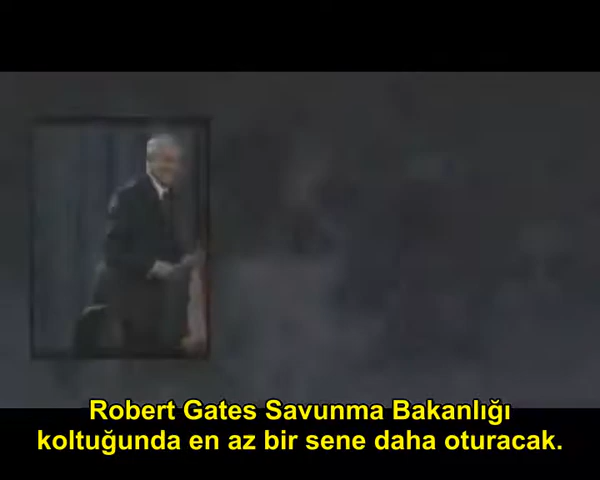 Robert Gates Savunma Bakanlığı
koltuğunda en az bir sene daha oturacak.